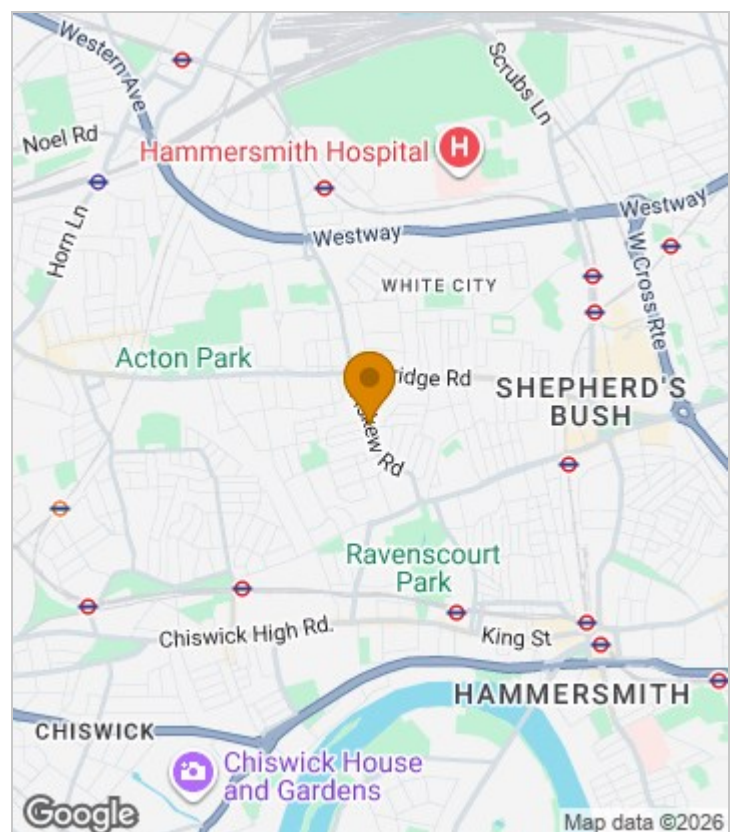 Western Ave
Scrubs Ln
Noel Rd
Hammersmith Hospital
H
Horn Ln
Westway
Westway
W Cross Rte
WHITE CITY
Acton Park
ridge Rd
SHEPHERD'S
BUSH
kew Rd
Ravenscourt
Park
Chiswick High Rd.
King St
HAMMERSMITH
CHISWICK
Chiswick House
and Gardens
Google
Map data ©2026